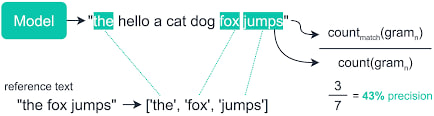 Model
"the hello a cat dog fox jumps"
count_match(gram_n)
count(gram_n)
reference text
"the fox jumps"
['the', 'fox', 'jumps']
3
7
= 43% precision